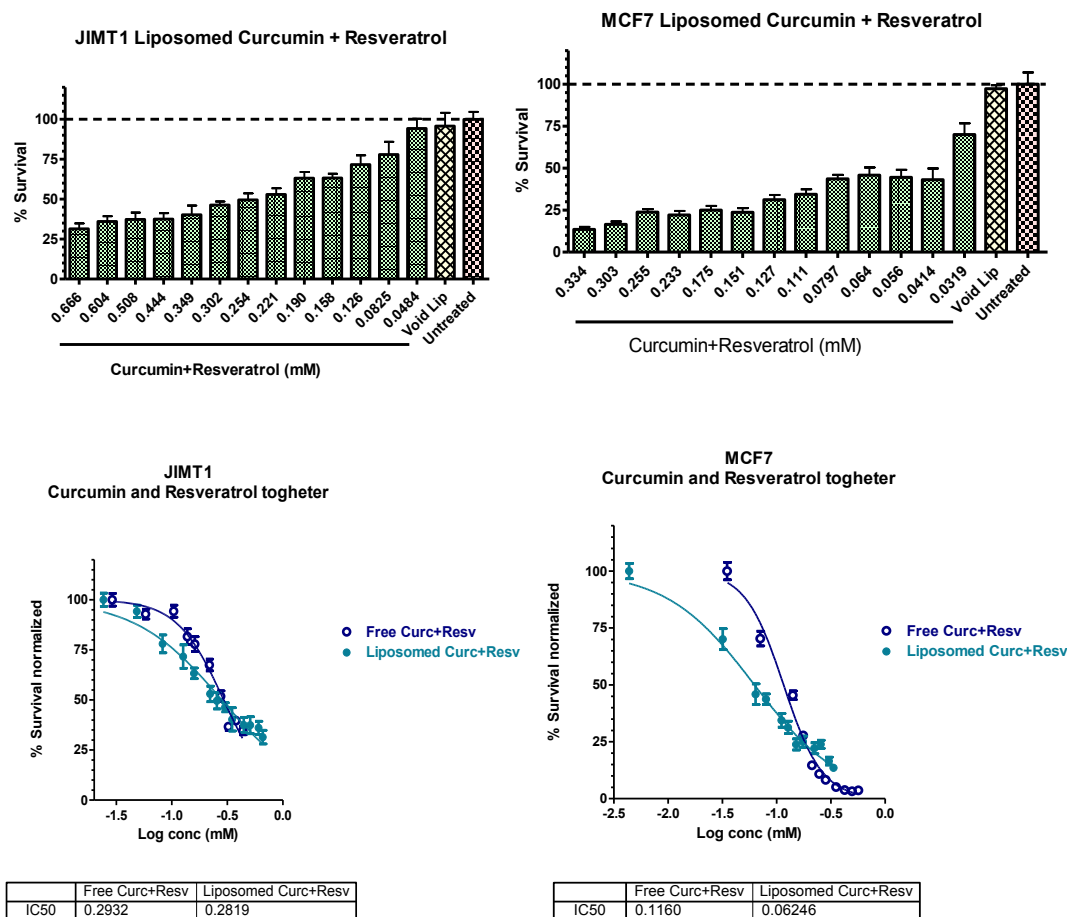 JIMT1 Liposomed Curcumin + Resveratrol
% Survival
100
75
50
25
0
0.666
0.604
0.508
0.444
0.349
0.302
0.254
0.221
0.190
0.158
0.126
0.0825
0.0484
Void Lip
Untreated
Curcumin+Resveratrol (mM)
MCF7 Liposomed Curcumin + Resveratrol
% Survival
100
75
50
25
0
0.334
0.303
0.255
0.233
0.175
0.151
0.127
0.111
0.0797
0.064
0.056
0.0414
0.0319
Void Lip
Untreated
Curcumin+Resveratrol (mM)
JIMT1
Curcumin and Resveratrol togheter
% Survival normalized
100
75
50
25
0
-1.5 -1.0 -0.5 0.0
Log conc (mM)
Free Curc+Resv
Liposomed Curc+Resv
MCF7
Curcumin and Resveratrol togheter
% Survival normalized
100
75
50
25
0
-2.5 -2.0 -1.5 -1.0 -0.5 0.0
Log conc (mM)
Free Curc+Resv
Liposomed Curc+Resv
Free Curc+Resv Liposomed Curc+Resv
IC50 0.2932 0.2819
Free Curc+Resv Liposomed Curc+Resv
IC50 0.1160 0.06246